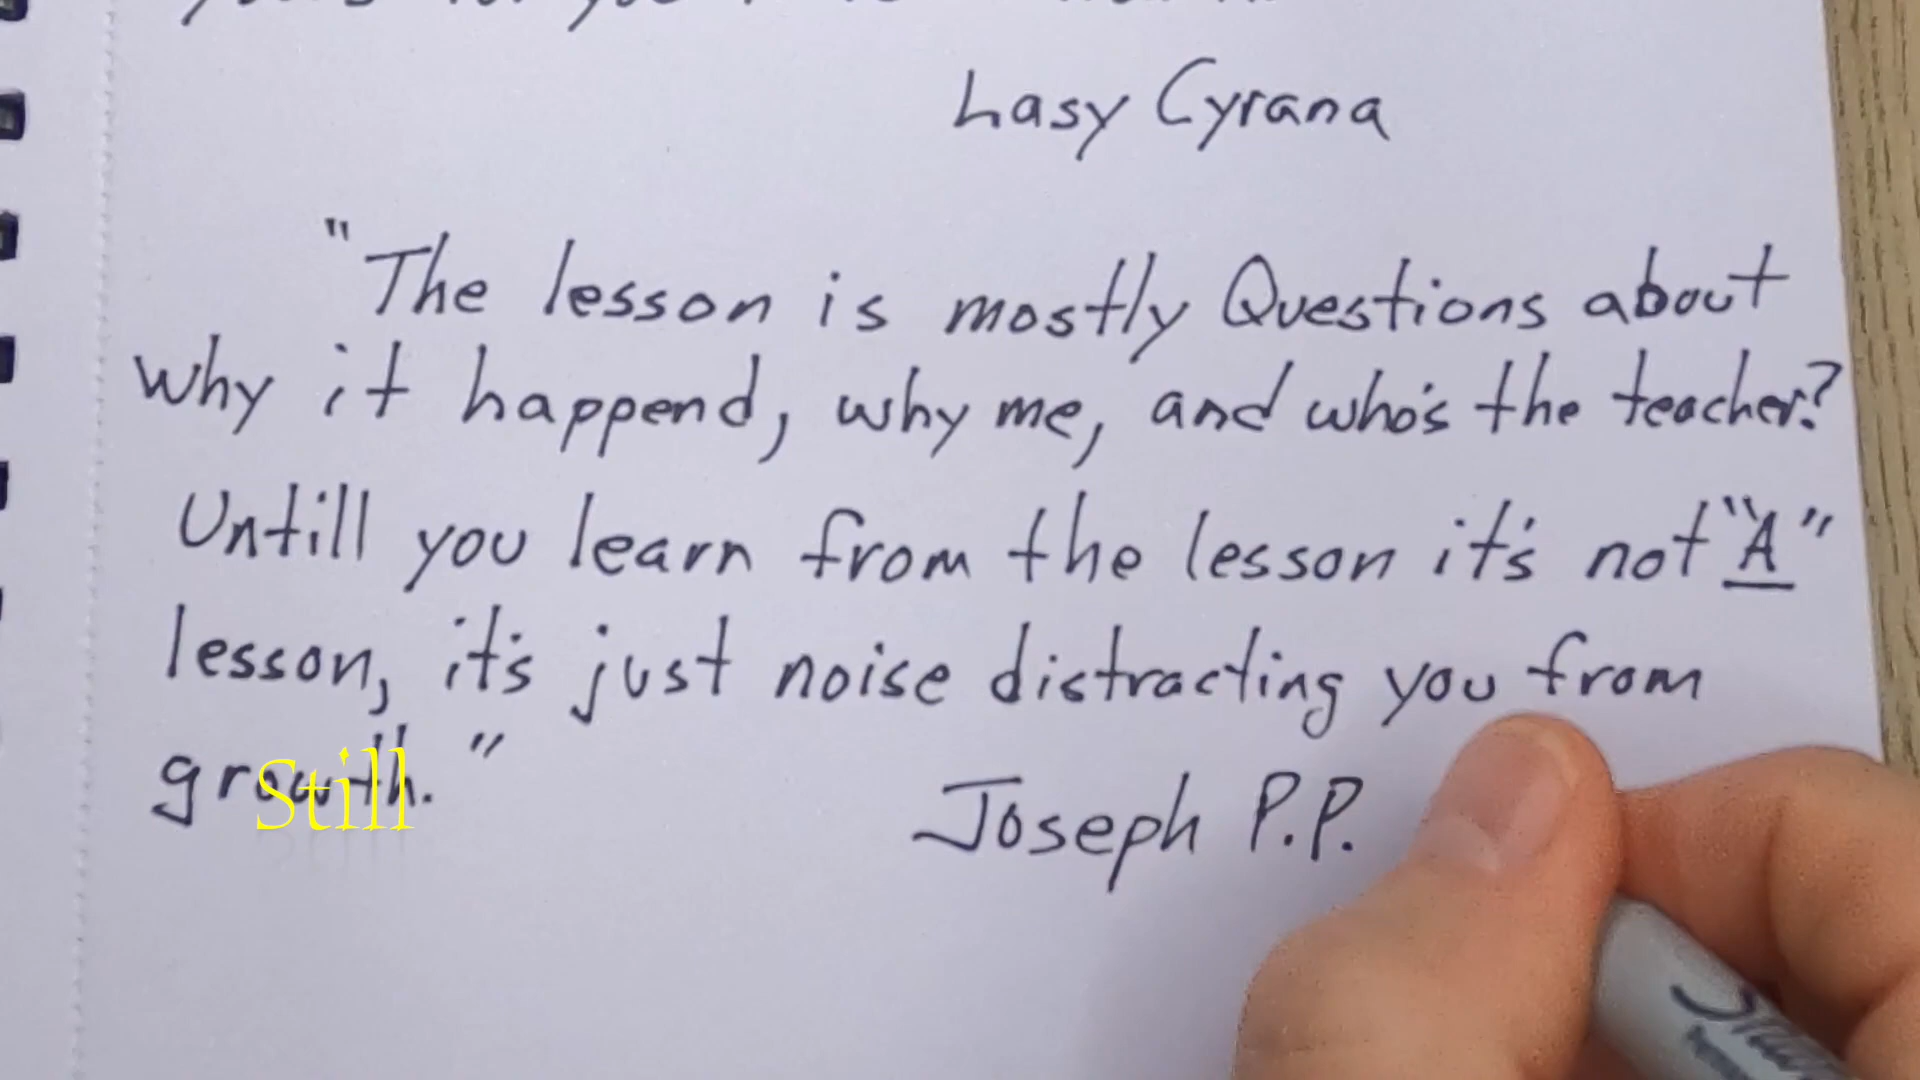 Lasy Cyrana
"The lesson is mostly Questions about
why it happend, why me, and who's the teacher?
Untill you learn from the lesson it's not "A"
lesson, it's just noise distracting you from
growth."
Still
Joseph P.P.